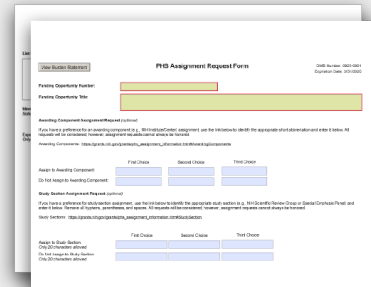 View Burden Statement
PHS Assignment Request Form
OMB Number: 0925-0001
Expiration Date:
Funding Opportunity Number:
Funding Opportunity Title:
Awarding Component Assignment Request (optional)
If you have a preference for an awarding component (e.g., NIH Institute/Center) assignment, use the link below to identify the appropriate short abbreviation and enter it below. All
requests will be considered; however, assignment requests cannot always be honored.
Awarding Components: https://grants.nih.gov/grants/phs_assignment_information.htm#AwardingComponents
First Choice Second Choice Third Choice
Assign to Awarding Component:
Do Not Assign to Awarding Component:
Study Section Assignment Request (optional)
If you have a preference for study section assignment, use the link below to identify the appropriate study section (e.g., NIH Scientific Review Group or Special Emphasis Panel) and
enter it below. Remove all hyphens, parentheses, and spaces. All requests will be considered; however, assignment requests cannot always be honored.
Study Sections: https://grants.nih.gov/grants/phs_assignment_information.htm#StudySection
First Choice Second Choice Third Choice
Assign to Study Section:
Only 20 characters allowed
Do Not Assign to Study Section:
Only 20 characters allowed